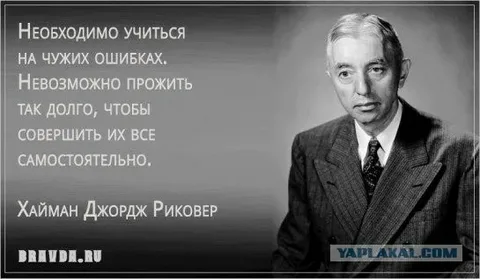 Необходимо учиться
на чужих ошибках.
Невозможно прожить
так долго, чтобы
совершить их все
самостоятельно.
Хайман Джордж Риковер
BRAVDA.RU
YAPLAKAL.COM